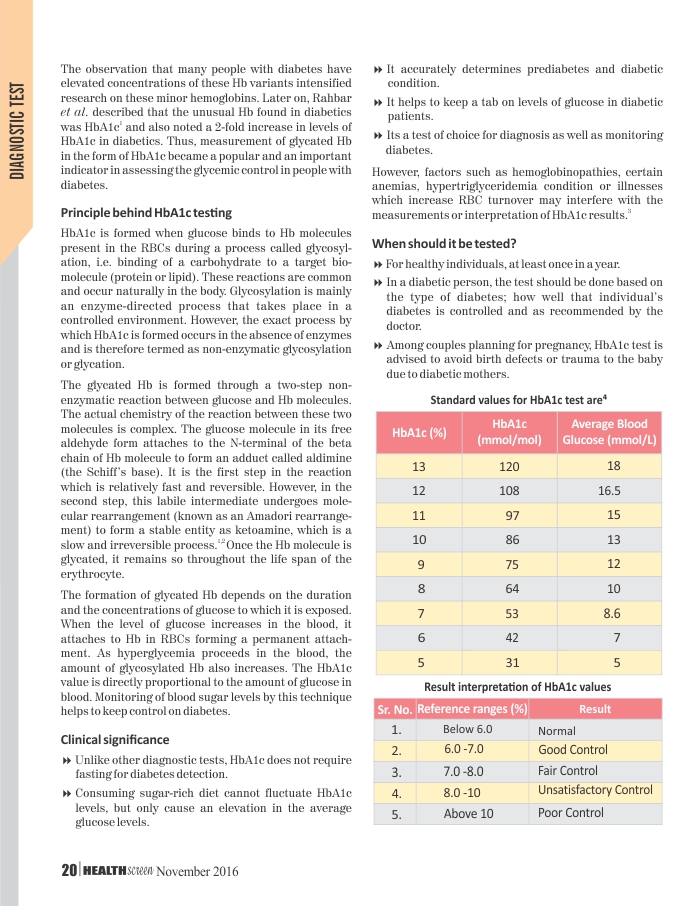 DIAGNOSTIC TEST
The observation that many people with diabetes have
elevated concentrations of these Hb variants intensified
research on these minor hemoglobins. Later on, Rahbar
et al. described that the unusual Hb found in diabetics
was HbA1c¹ and also noted a 2-fold increase in levels of
HbA1c in diabetics. Thus, measurement of glycated Hb
in the form of HbA1c became a popular and an important
indicator in assessing the glycemic control in people with
diabetes.
Principle behind HbA1c testing
HbA1c is formed when glucose binds to Hb molecules
present in the RBCs during a process called glycosyl-
ation, i.e. binding of a carbohydrate to a target bio-
molecule (protein or lipid). These reactions are common
and occur naturally in the body. Glycosylation is mainly
an enzyme-directed process that takes place in a
controlled environment. However, the exact process by
which HbA1c is formed occurs in the absence of enzymes
and is therefore termed as non-enzymatic glycosylation
or glycation.
The glycated Hb is formed through a two-step non-
enzymatic reaction between glucose and Hb molecules.
The actual chemistry of the reaction between these two
molecules is complex. The glucose molecule in its free
aldehyde form attaches to the N-terminal of the beta
chain of Hb molecule to form an adduct called aldimine
(the Schiff's base). It is the first step in the reaction
which is relatively fast and reversible. However, in the
second step, this labile intermediate undergoes mole-
cular rearrangement (known as an Amadori rearrange-
ment) to form a stable entity as ketoamine, which is a
slow and irreversible process.¹,² Once the Hb molecule is
glycated, it remains so throughout the life span of the
erythrocyte.
The formation of glycated Hb depends on the duration
and the concentrations of glucose to which it is exposed.
When the level of glucose increases in the blood, it
attaches to Hb in RBCs forming a permanent attach-
ment. As hyperglycemia proceeds in the blood, the
amount of glycosylated Hb also increases. The HbA1c
value is directly proportional to the amount of glucose in
blood. Monitoring of blood sugar levels by this technique
helps to keep control on diabetes.
Clinical significance
Unlike other diagnostic tests, HbA1c does not require
fasting for diabetes detection.
Consuming sugar-rich diet cannot fluctuate HbA1c
levels, but only cause an elevation in the average
glucose levels.
It accurately determines prediabetes and diabetic
condition.
It helps to keep a tab on levels of glucose in diabetic
patients.
Its a test of choice for diagnosis as well as monitoring
diabetes.
However, factors such as hemoglobinopathies, certain
anemias, hypertriglyceridemia condition or illnesses
which increase RBC turnover may interfere with the
measurements or interpretation of HbA1c results.³
When should it be tested?
For healthy individuals, at least once in a year.
In a diabetic person, the test should be done based on
the type of diabetes; how well that individual's
diabetes is controlled and as recommended by the
doctor.
Among couples planning for pregnancy, HbA1c test is
advised to avoid birth defects or trauma to the baby
due to diabetic mothers.
Standard values for HbA1c test are⁴
HbA1c (%) HbA1c (mmol/mol) Average Blood Glucose (mmol/L)
13 120 18
12 108 16.5
11 97 15
10 86 13
9 75 12
8 64 10
7 53 8.6
6 42 7
5 31 5
Result interpretation of HbA1c values
Sr. No. Reference ranges (%) Result
1. Below 6.0 Normal
2. 6.0 -7.0 Good Control
3. 7.0 -8.0 Fair Control
4. 8.0 -10 Unsatisfactory Control
5. Above 10 Poor Control
20 HEALTH screen November 2016